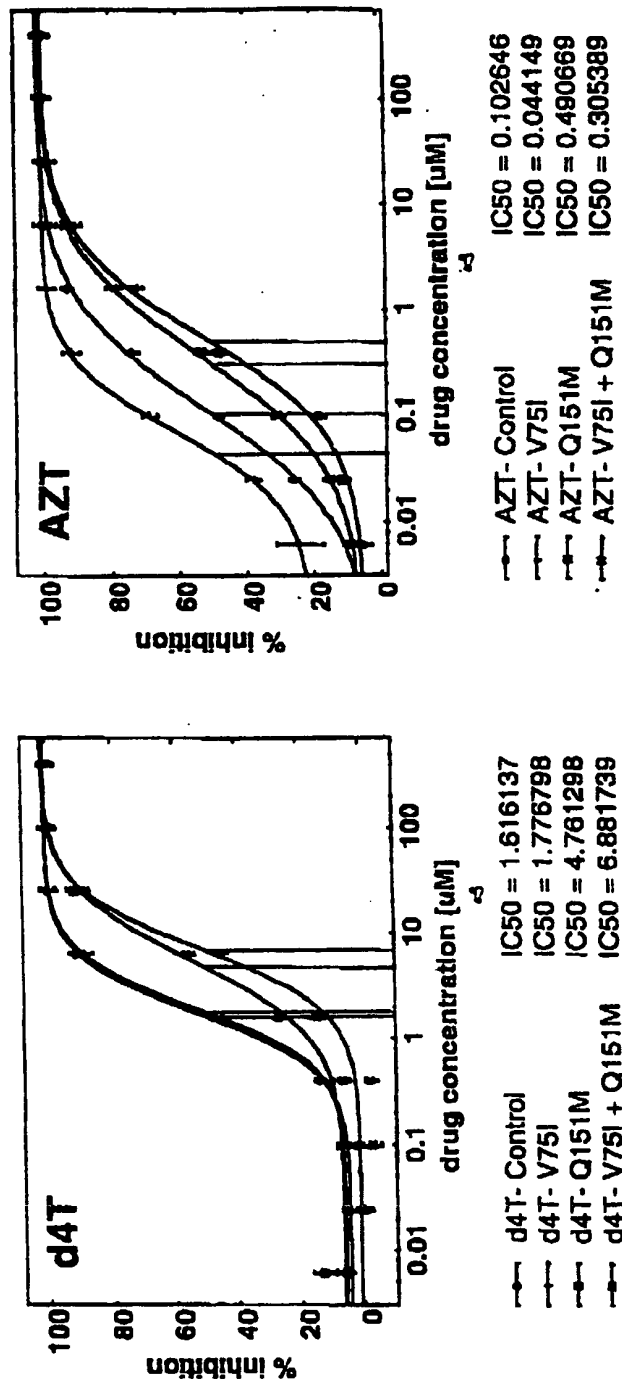 d4T
% inhibition
100
80
60
40
20
0
0.01
0.1
1
10
100
drug concentration [uM]
d4T- Control IC50 = 1.616137
d4T- V75I IC50 = 1.776798
d4T- Q151M IC50 = 4.761298
d4T- V75I + Q151M IC50 = 6.881739
AZT
% inhibition
100
80
60
40
20
0
0.01
0.1
1
10
100
drug concentration [uM]
AZT- Control IC50 = 0.102646
AZT- V75I IC50 = 0.044149
AZT- Q151M IC50 = 0.490669
AZT- V75I + Q151M IC50 = 0.305389